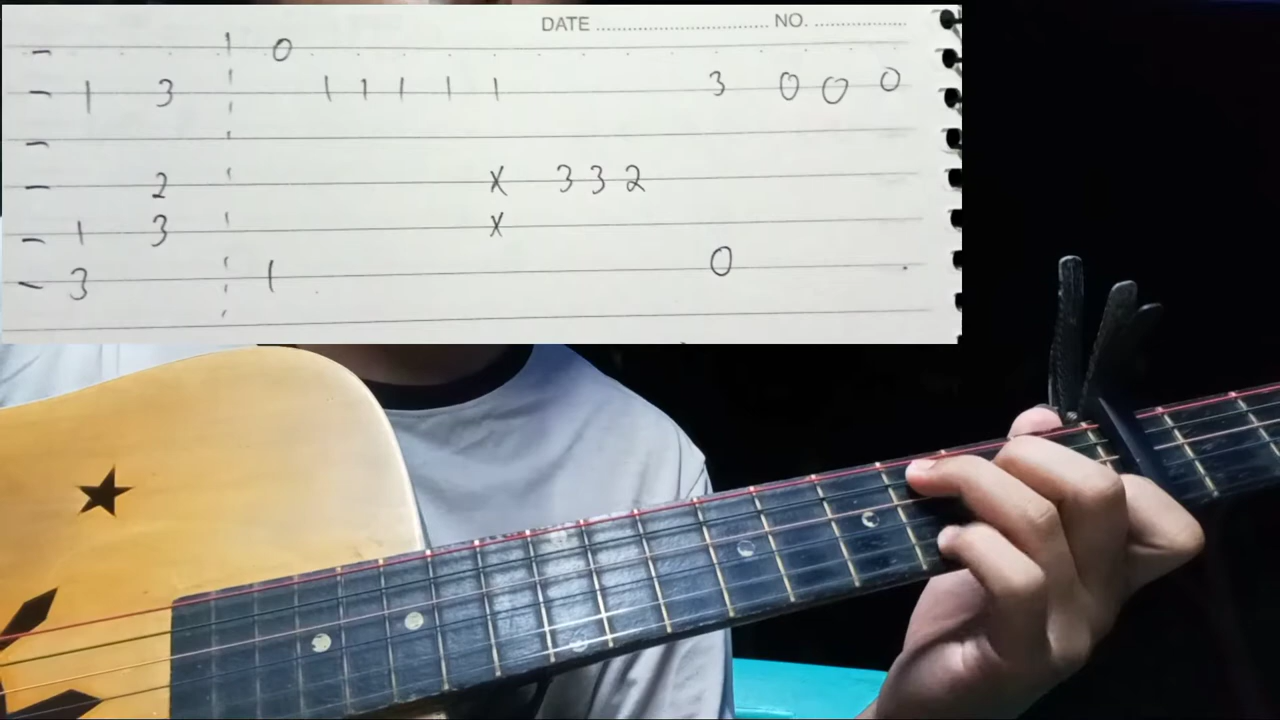 DATE ........................................ NO. ....................
- 0
- 1 3 1 1 1 1 1 3 0 0 0
-
- 2 x 3 3 2
- 1 3 x
- 3 1 0